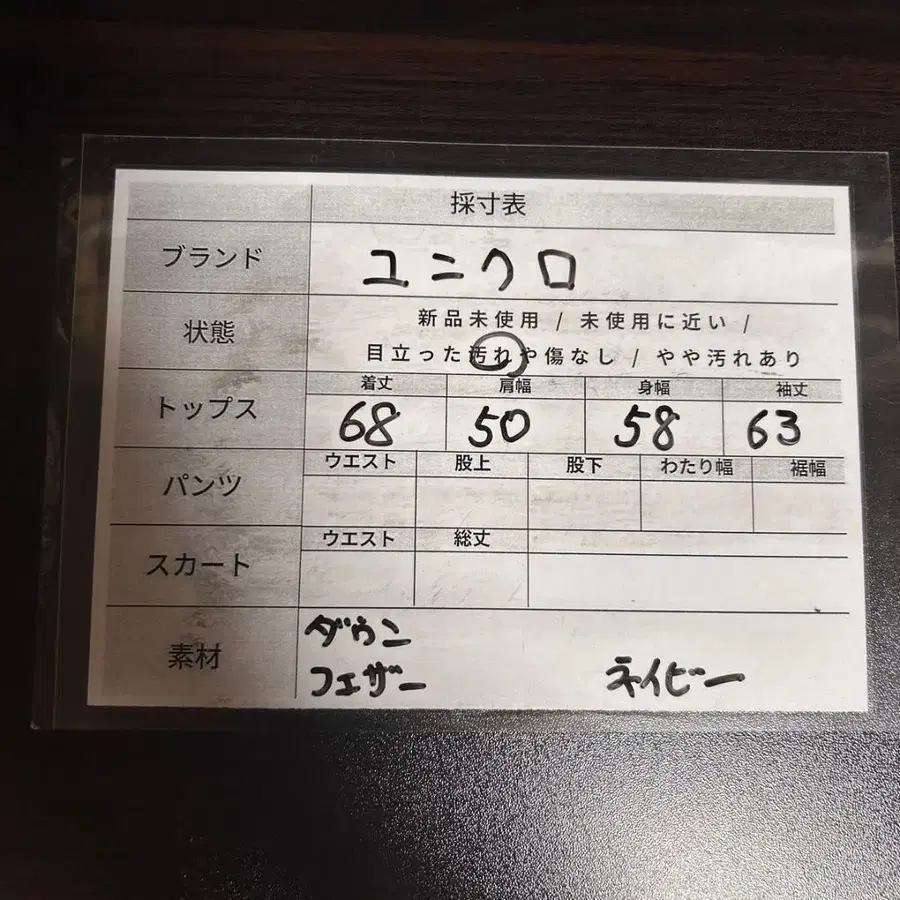 採寸表
ブランド ユニクロ
状態 新品未使用 / 未使用に近い /
目立った汚れや傷なし / やや汚れあり
トップス 着丈 肩幅 身幅 袖丈
68 50 58 63
パンツ ウエスト 股上 股下 わたり幅 裾幅
スカート ウエスト 総丈
素材 ダウン
フェザー ネイビー